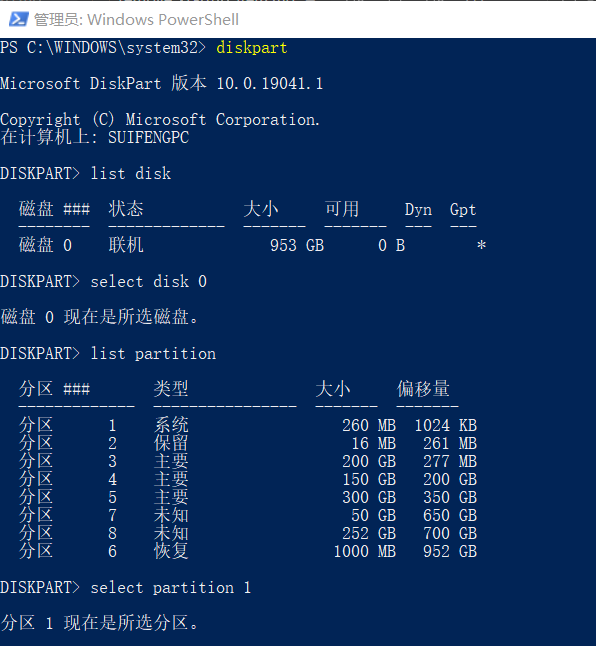 管理员: Windows PowerShell
PS C:\WINDOWS\system32> diskpart
Microsoft DiskPart 版本 10.0.19041.1
Copyright (C) Microsoft Corporation.
在计算机上: SUIFENGPC
DISKPART> list disk
磁盘 ### 状态 大小 可用 Dyn Gpt
-------- ------------- ------- ------- --- ---
磁盘 0 联机 953 GB 0 B *
DISKPART> select disk 0
磁盘 0 现在是所选磁盘。
DISKPART> list partition
分区 ### 类型 大小 偏移量
------------- ---------------- ------- -------
分区 1 系统 260 MB 1024 KB
分区 2 保留 16 MB 261 MB
分区 3 主要 200 GB 277 MB
分区 4 主要 150 GB 200 GB
分区 5 主要 300 GB 350 GB
分区 7 未知 50 GB 650 GB
分区 8 未知 252 GB 700 GB
分区 6 恢复 1000 MB 952 GB
DISKPART> select partition 1
分区 1 现在是所选分区。